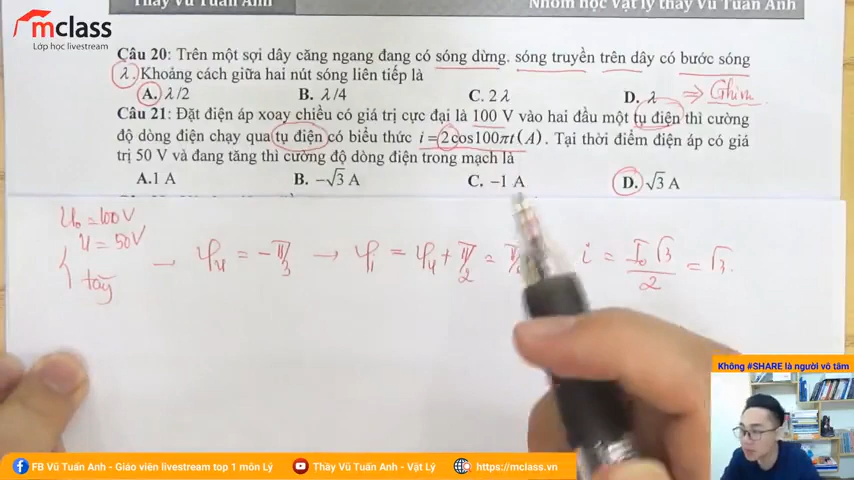 Thầy Vũ Tuấn Anh
Nhóm học Vật lý thầy Vũ Tuấn Anh
mclass
Lớp học livestream
Câu 20: Trên một sợi dây căng ngang đang có sóng dừng. sóng truyền trên dây có bước sóng
λ. Khoảng cách giữa hai nút sóng liên tiếp là
A. λ/2 B. λ/4 C. 2 λ D. λ ⇒ Ghim
Câu 21: Đặt điện áp xoay chiều có giá trị cực đại là 100 V vào hai đầu một tụ điện thì cường
độ dòng điện chạy qua tụ điện có biểu thức i = 2cos100πt (A). Tại thời điểm điện áp có giá
trị 50 V và đang tăng thì cường độ dòng điện trong mạch là
A.1 A B. −√3 A C. −1 A D. √3 A
U₀ = 100V
u = 50V
tăng
→ φu = −π/3 → φi = φu + π/2 = i = I₀√3/2 = √3.
Không #SHARE là người vô tâm
FB Vũ Tuấn Anh - Giáo viên livestream top 1 môn Lý
Thầy Vũ Tuấn Anh - Vật Lý
https://mclass.vn